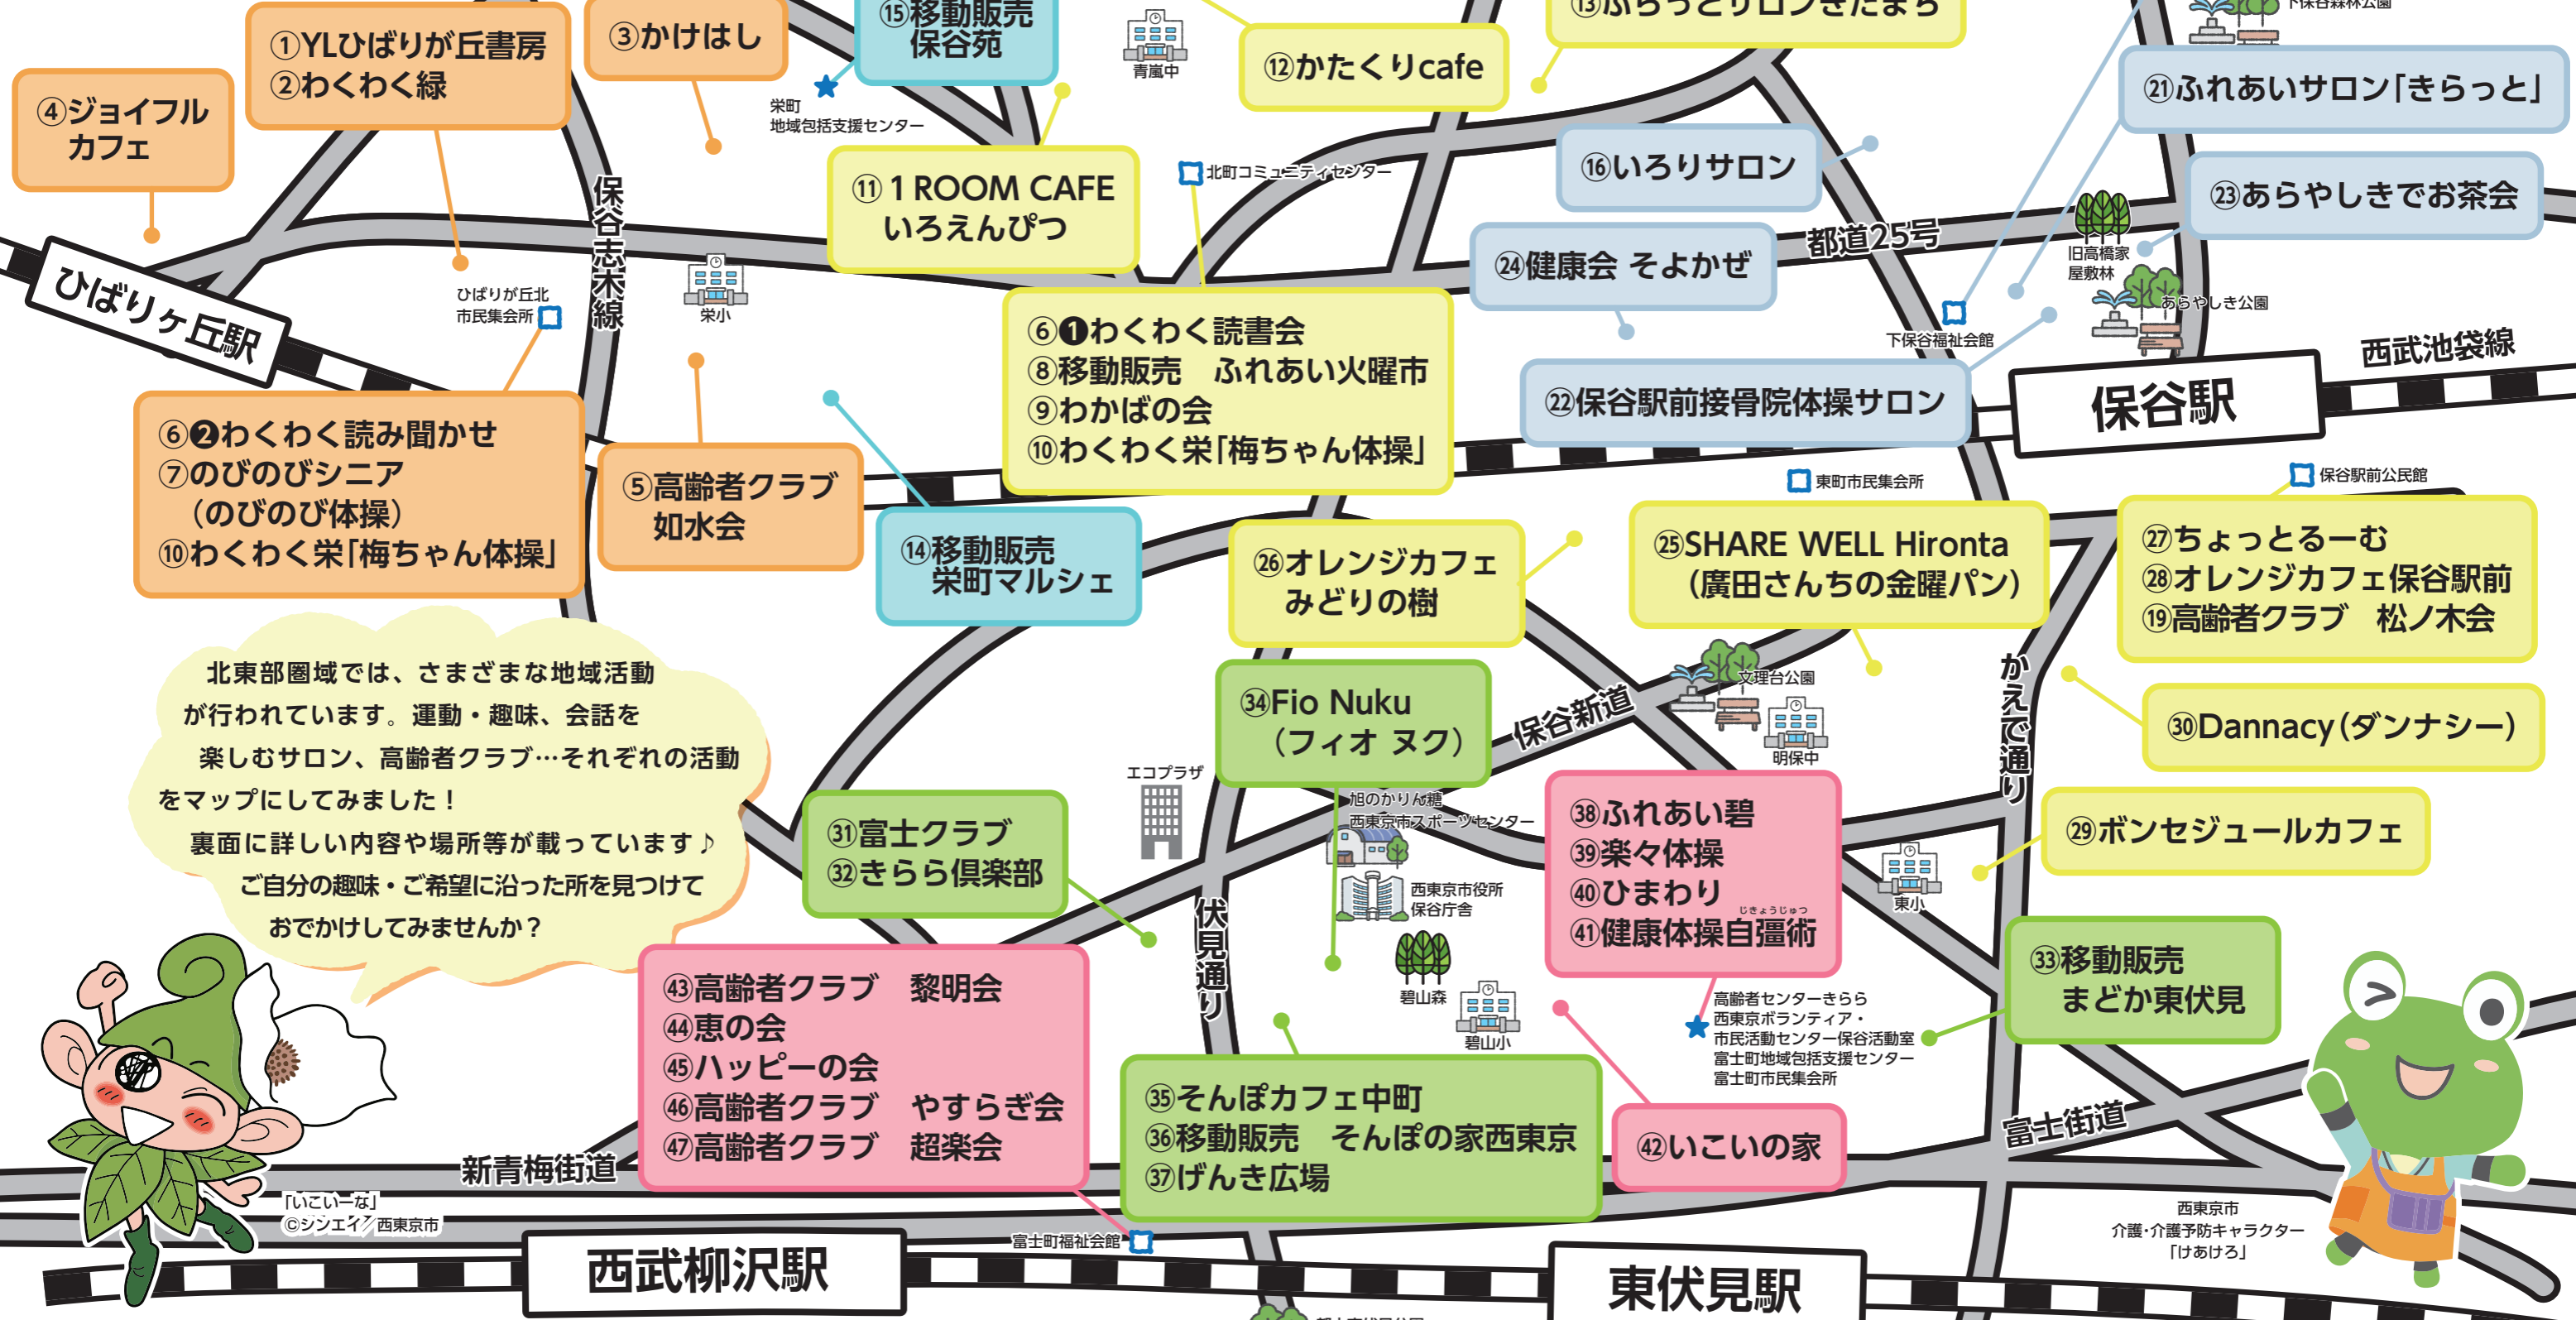 ①YLひばりが丘書房
②わくわく緑
③かけはし
④ジョイフル
カフェ
⑮移動販売
保谷苑
栄町
地域包括支援センター
青嵐中
⑫かたくりcafe
⑬ふらっとサロンきたまち
下保谷森林公園
㉑ふれあいサロン「きらっと」
⑪1 ROOM CAFE
いろえんぴつ
北町コミュニティセンター
⑯いろりサロン
㉓あらやしきでお茶会
㉔健康会 そよかぜ
都道25号
旧高橋家
屋敷林
あらやしき公園
保谷志木線
ひばりヶ丘駅
ひばりが丘北
市民集会所
栄小
⑥❶わくわく読書会
⑧移動販売　ふれあい火曜市
⑨わかばの会
⑩わくわく栄「梅ちゃん体操」
下保谷福祉会館
㉒保谷駅前接骨院体操サロン
保谷駅
西武池袋線
⑥❷わくわく読み聞かせ
⑦のびのびシニア
（のびのび体操）
⑩わくわく栄「梅ちゃん体操」
⑤高齢者クラブ
如水会
⑭移動販売
栄町マルシェ
㉖オレンジカフェ
みどりの樹
東町市民集会所
㉕SHARE WELL Hironta
（廣田さんちの金曜パン）
保谷駅前公民館
㉗ちょっとるーむ
㉘オレンジカフェ保谷駅前
⑲高齢者クラブ　松ノ木会
北東部圏域では、さまざまな地域活動
が行われています。運動・趣味、会話を
楽しむサロン、高齢者クラブ…それぞれの活動
をマップにしてみました！
裏面に詳しい内容や場所等が載っています♪
ご自分の趣味・ご希望に沿った所を見つけて
おでかけしてみませんか？
㉞Fio Nuku
（フィオ ヌク）
保谷新道
文理台公園
明保中
かえで通り
㉚Dannacy（ダンナシー）
エコプラザ
旭のかりん糖
西東京市スポーツセンター
西東京市役所
保谷庁舎
㉛富士クラブ
㉜きらら倶楽部
㊳ふれあい碧
㊴楽々体操
㊵ひまわり
じきょうじゅつ
㊶健康体操自彊術
㉙ボンセジュールカフェ
東小
伏見通り
碧山森
碧山小
㉝移動販売
まどか東伏見
高齢者センターきらら
西東京ボランティア・
市民活動センター保谷活動室
富士町地域包括支援センター
富士町市民集会所
㊸高齢者クラブ　黎明会
㊹恵の会
㊺ハッピーの会
㊻高齢者クラブ　やすらぎ会
㊼高齢者クラブ　超楽会
㉟そんぽカフェ中町
㊱移動販売　そんぽの家西東京
㊲げんき広場
㊷いこいの家
富士街道
新青梅街道
「いこいーな」
©シンエイ／西東京市
富士町福祉会館
西武柳沢駅
東伏見駅
西東京市
介護・介護予防キャラクター
「けあけろ」